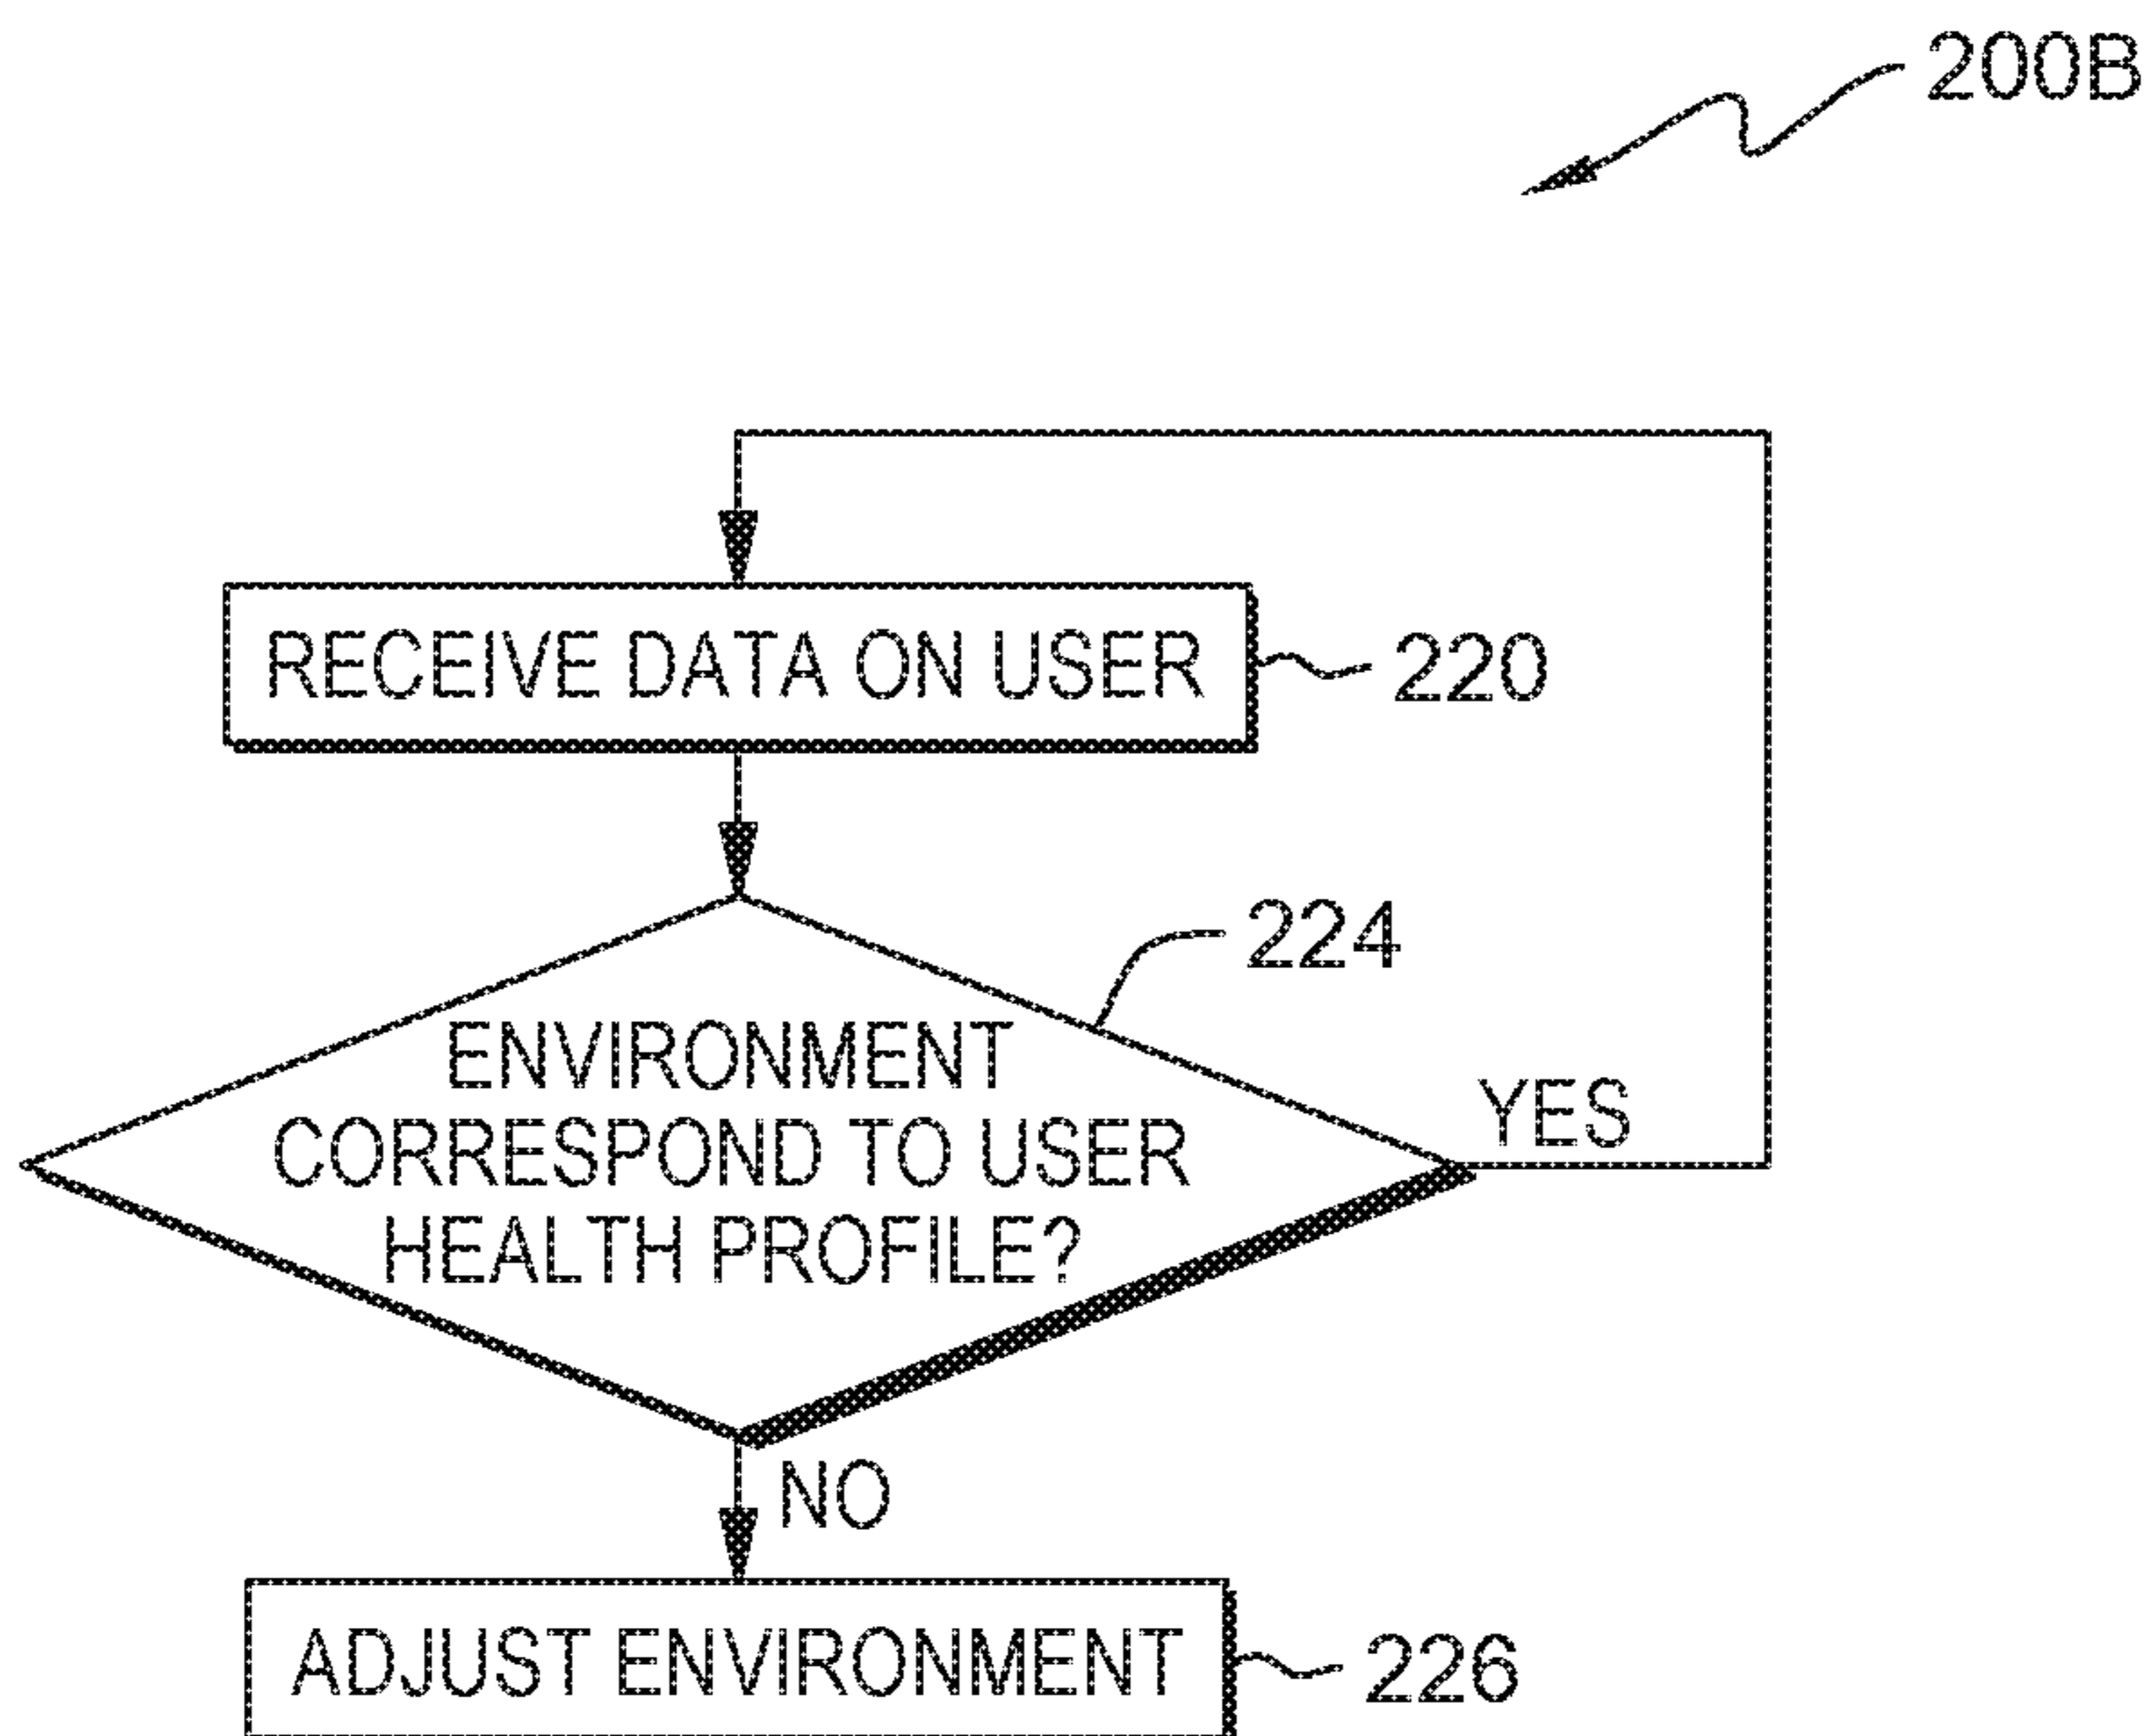 200B
RECEIVE DATA ON USER
220
224
ENVIRONMENT
CORRESPOND TO USER
HEALTH PROFILE?
YES
NO
ADJUST ENVIRONMENT
226